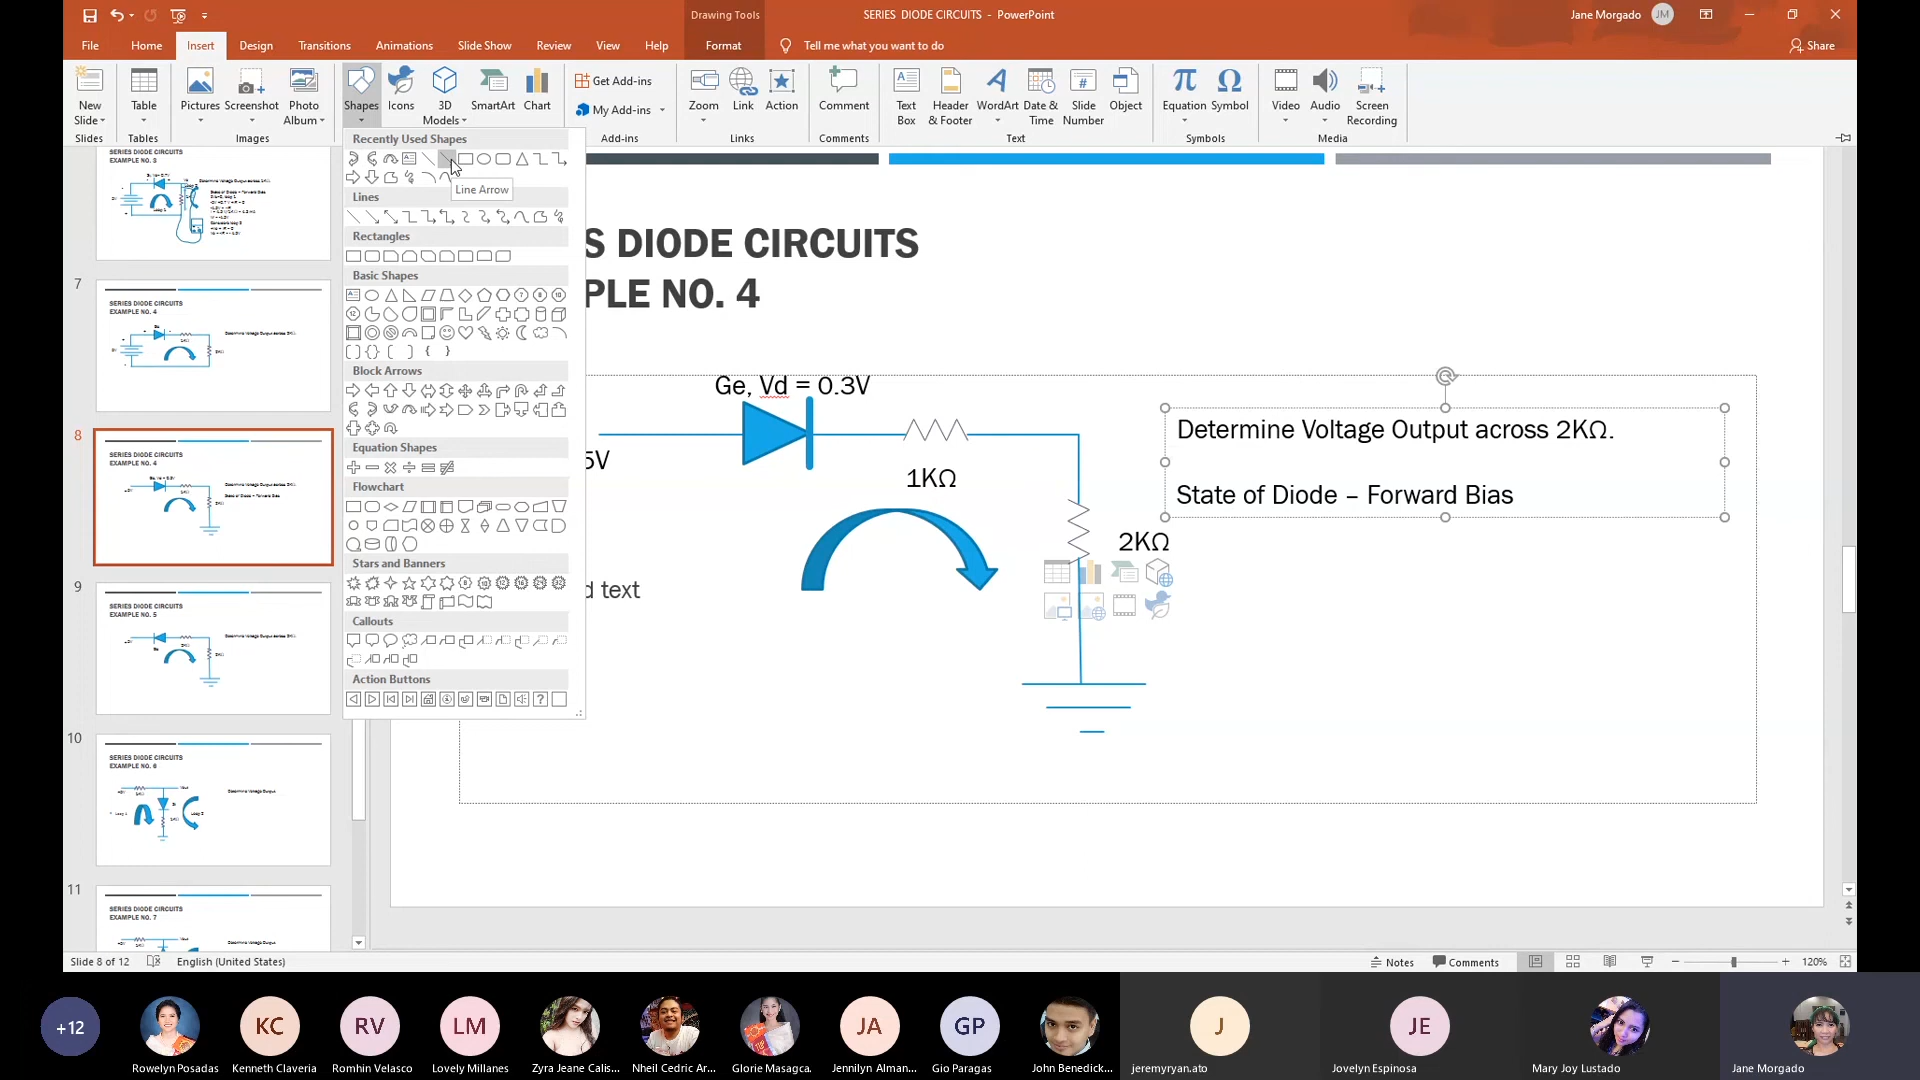 Drawing Tools
SERIES DIODE CIRCUITS - PowerPoint
Jane Morgado
JM
File
Home
Insert
Design
Transitions
Animations
Slide Show
Review
View
Help
Format
Tell me what you want to do
Share
New Slide
Table
Pictures
Screenshot
Photo Album
Shapes
Icons
3D Models
SmartArt
Chart
Get Add-ins
My Add-ins
Zoom
Link
Action
Comment
Text Box
Header & Footer
WordArt
Date & Time
Slide Number
Object
Equation
Symbol
Video
Audio
Screen Recording
Slides
Tables
Images
Add-ins
Links
Comments
Text
Symbols
Media
Recently Used Shapes
Line Arrow
Lines
Rectangles
Basic Shapes
Block Arrows
Equation Shapes
Flowchart
Stars and Banners
Callouts
Action Buttons
EXAMPLE NO. 3
7
SERIES DIODE CIRCUITS
EXAMPLE NO. 4
8
SERIES DIODE CIRCUITS
EXAMPLE NO. 4
9
SERIES DIODE CIRCUITS
EXAMPLE NO. 5
10
SERIES DIODE CIRCUITS
EXAMPLE NO. 6
11
SERIES DIODE CIRCUITS
EXAMPLE NO. 7
S DIODE CIRCUITS
PLE NO. 4
Ge, Vd = 0.3V
5V
1KΩ
2KΩ
d text
Determine Voltage Output across 2KΩ.
State of Diode – Forward Bias
Slide 8 of 12
English (United States)
Notes
Comments
120%
+12
KC
RV
LM
JA
GP
J
JE
Rowelyn Posadas
Kenneth Claveria
Romhin Velasco
Lovely Millanes
Zyra Jeane Calis...
Nheil Cedric Ar...
Glorie Masagca.
Jennilyn Alman...
Gio Paragas
John Benedick...
jeremyryan.ato
Jovelyn Espinosa
Mary Joy Lustado
Jane Morgado